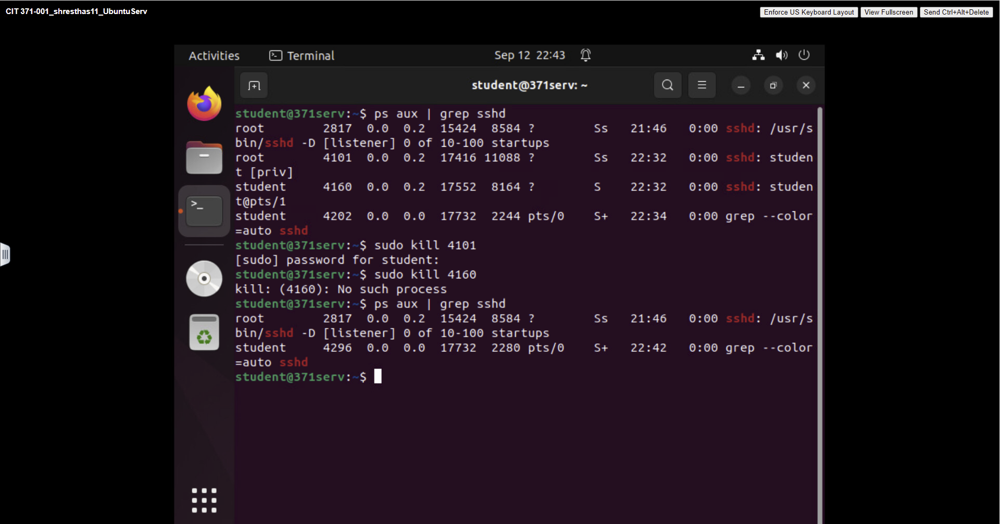 CIT 371-001_shresthas11_UbuntuServ
Enforce US Keyboard Layout View Fullscreen Send Ctrl+Alt+Delete
Activities Terminal Sep 12 22:43
student@371serv: ~
student@371serv:~$ ps aux | grep sshd
root        2817  0.0  0.2  15424  8584 ?        Ss   21:46   0:00 sshd: /usr/s
bin/sshd -D [listener] 0 of 10-100 startups
root        4101  0.0  0.2  17416 11088 ?        Ss   22:32   0:00 sshd: studen
t [priv]
student     4160  0.0  0.2  17552  8164 ?        S    22:32   0:00 sshd: studen
t@pts/1
student     4202  0.0  0.0  17732  2244 pts/0    S+   22:34   0:00 grep --color
=auto sshd
student@371serv:~$ sudo kill 4101
[sudo] password for student:
student@371serv:~$ sudo kill 4160
kill: (4160): No such process
student@371serv:~$ ps aux | grep sshd
root        2817  0.0  0.2  15424  8584 ?        Ss   21:46   0:00 sshd: /usr/s
bin/sshd -D [listener] 0 of 10-100 startups
student     4296  0.0  0.0  17732  2280 pts/0    S+   22:42   0:00 grep --color
=auto sshd
student@371serv:~$